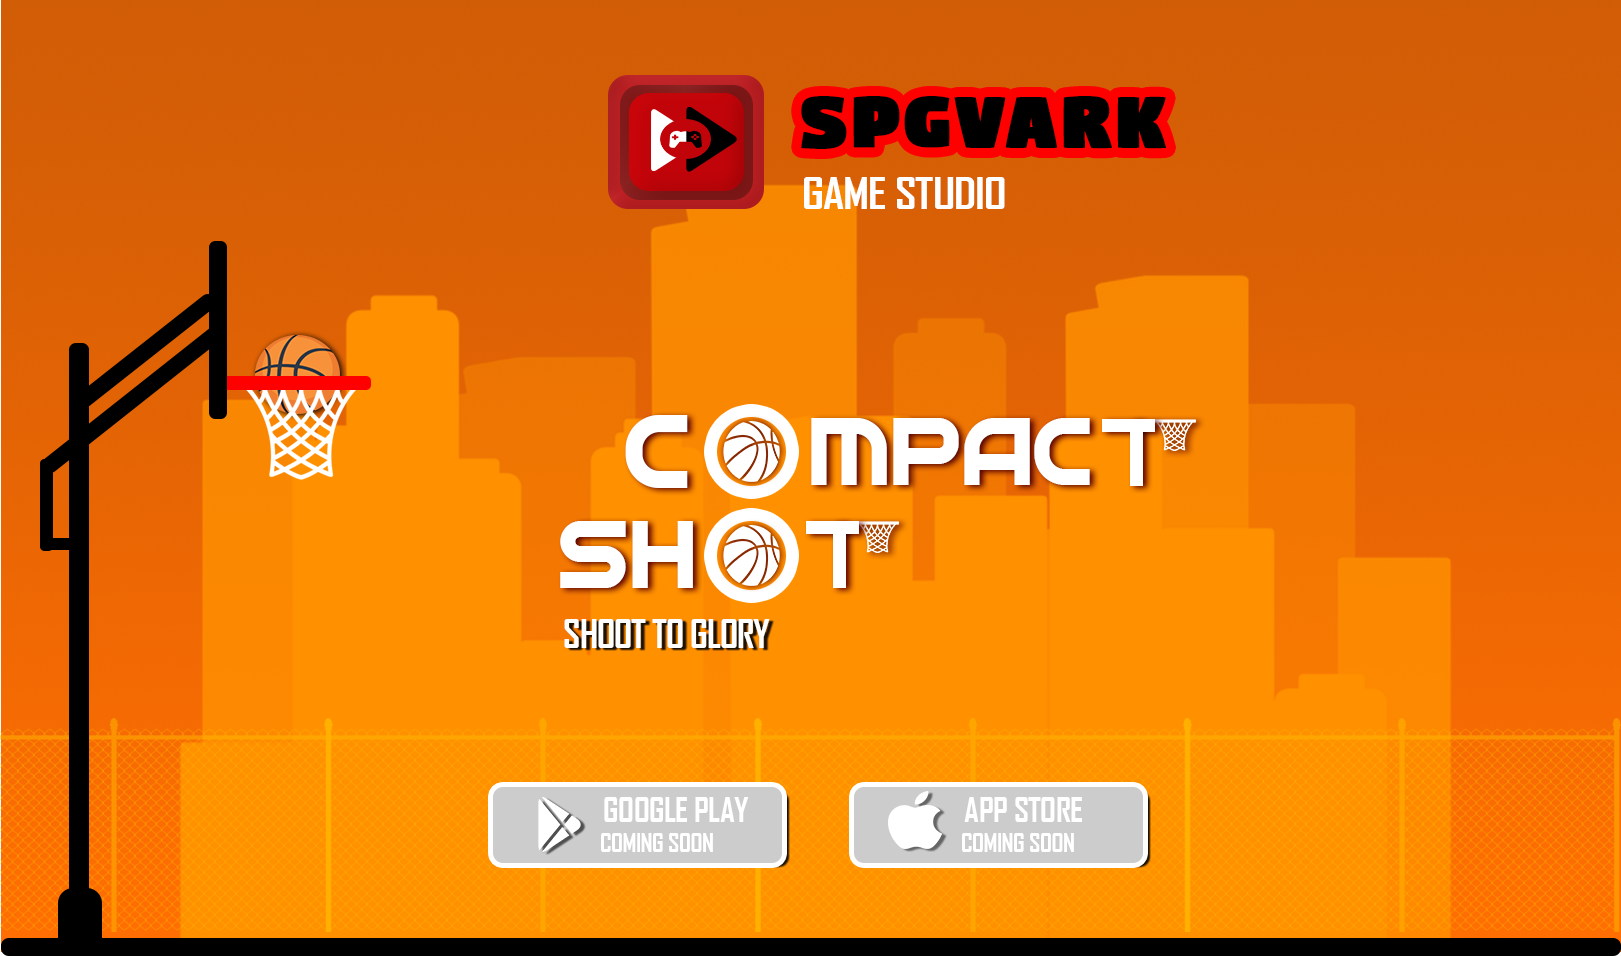 SPGVARK
GAME STUDIO
COMPACT
SHOT
SHOOT TO GLORY
GOOGLE PLAY
COMING SOON
APP STORE
COMING SOON